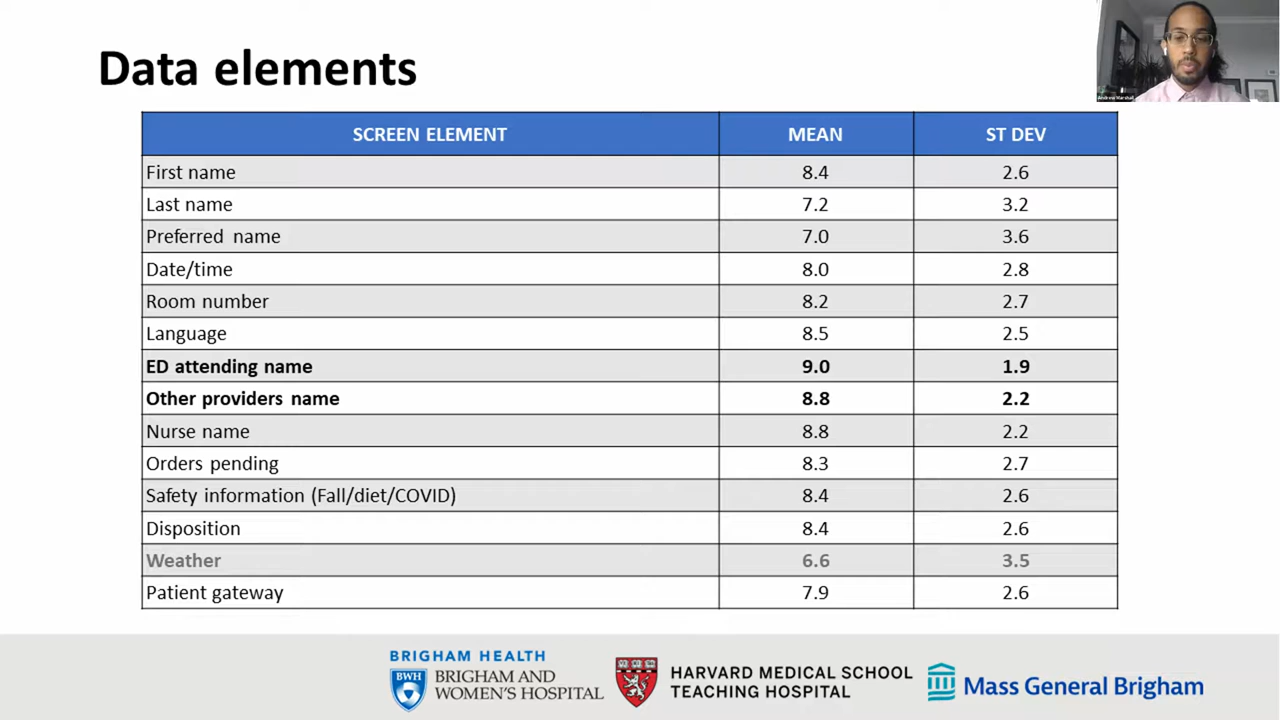 Data elements
Andrew Marshall
SCREEN ELEMENT MEAN ST DEV
First name 8.4 2.6
Last name 7.2 3.2
Preferred name 7.0 3.6
Date/time 8.0 2.8
Room number 8.2 2.7
Language 8.5 2.5
ED attending name 9.0 1.9
Other providers name 8.8 2.2
Nurse name 8.8 2.2
Orders pending 8.3 2.7
Safety information (Fall/diet/COVID) 8.4 2.6
Disposition 8.4 2.6
Weather 6.6 3.5
Patient gateway 7.9 2.6
BRIGHAM HEALTH
BWH
BRIGHAM AND
WOMEN'S HOSPITAL
HARVARD MEDICAL SCHOOL
TEACHING HOSPITAL
Mass General Brigham